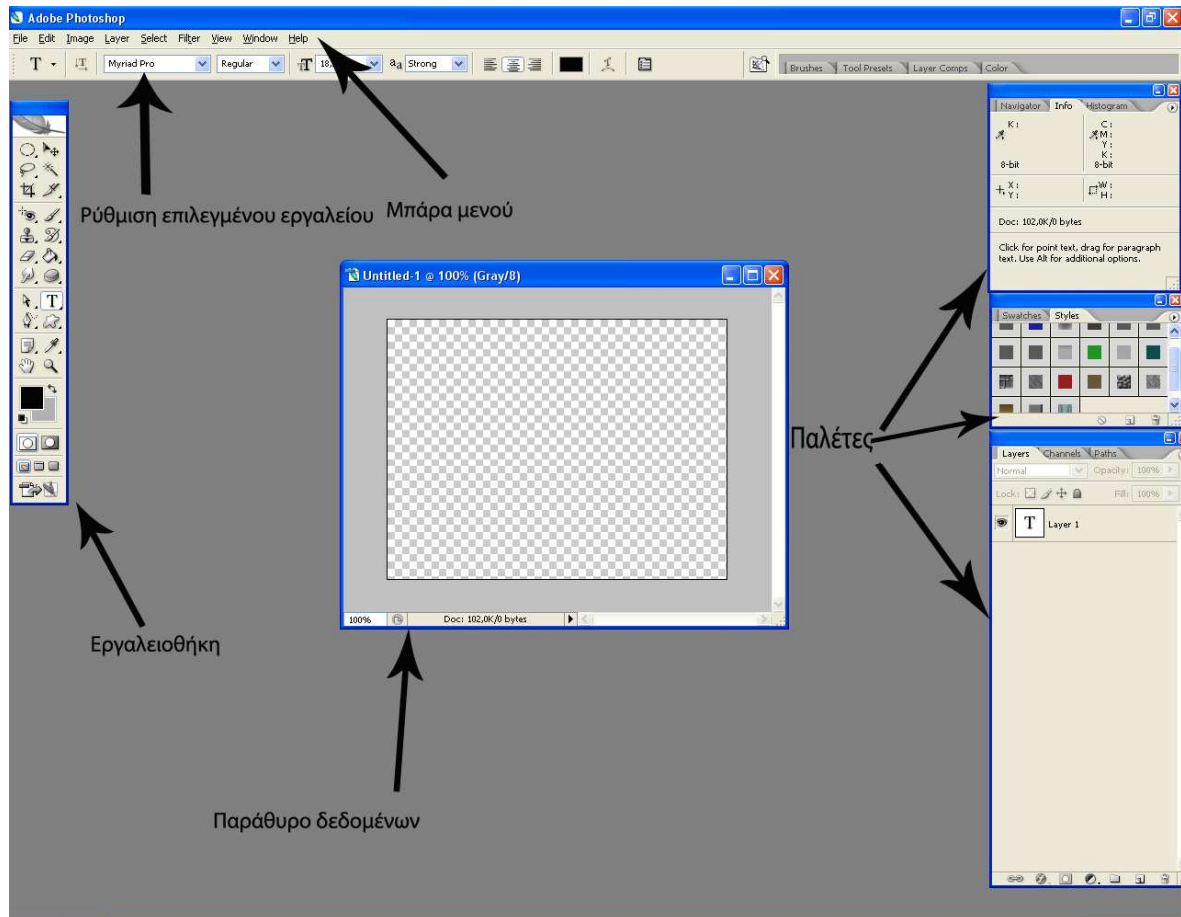 Adobe Photoshop
File Edit Image Layer Select Filter View Window Help
T Myriad Pro Regular T 18, aa Strong Brushes Tool Presets Layer Comps Color
Navigator Info Histogram
K: C:
M:
Y:
K:
8-bit 8-bit
X: W:
Y: H:
Doc: 102,0K/0 bytes
Click for point text, drag for paragraph
text. Use Alt for additional options.
Ρύθμιση επιλεγμένου εργαλείου Μπάρα μενού
Untitled-1 @ 100% (Gray/8)
Swatches Styles
Παλέτες
Layers Channels Paths
Normal Opacity: 100%
Lock: Fill: 100%
T Layer 1
100% Doc: 102,0K/0 bytes
Εργαλειοθήκη
Παράθυρο δεδομένων